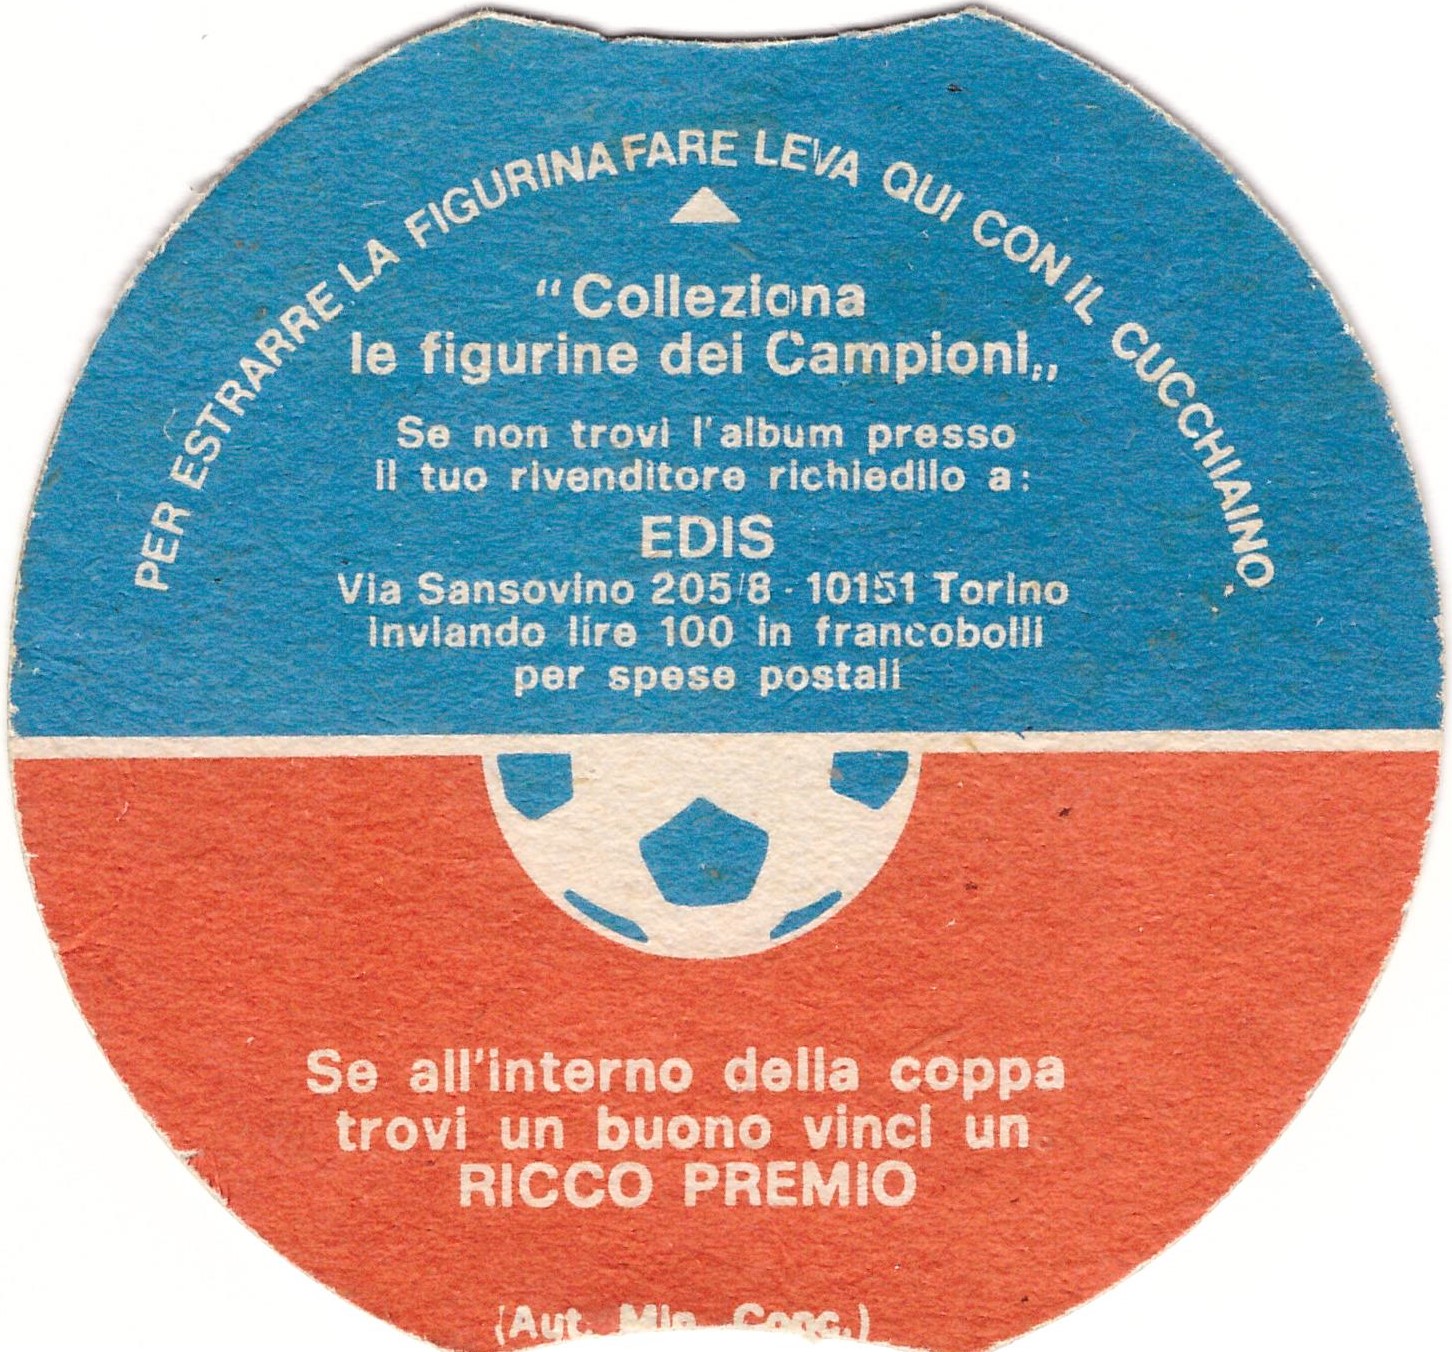 PER ESTRARRE LA FIGURINA FARE LEVA QUI CON IL CUCCHIAINO
“Colleziona
le figurine dei Campioni„
Se non trovi l'album presso
il tuo rivenditore richiedilo a:
EDIS
Via Sansovino 205/8 - 10151 Torino
inviando lire 100 in francobolli
per spese postali
Se all'interno della coppa
trovi un buono vinci un
RICCO PREMIO
(Aut. Min. Conc.)